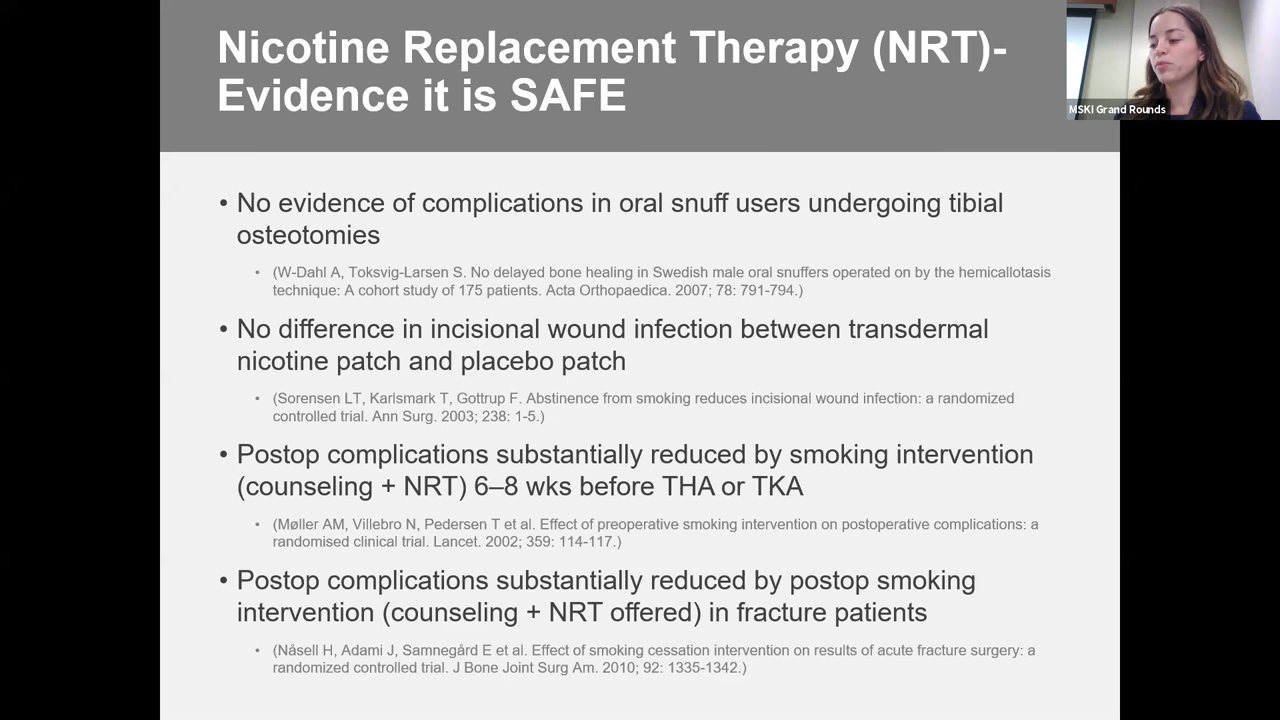 Nicotine Replacement Therapy (NRT)-
Evidence it is SAFE
MSKI Grand Rounds
• No evidence of complications in oral snuff users undergoing tibial
osteotomies
• (W-Dahl A, Toksvig-Larsen S. No delayed bone healing in Swedish male oral snuffers operated on by the hemicallotasis
technique: A cohort study of 175 patients. Acta Orthopaedica. 2007; 78: 791-794.)
• No difference in incisional wound infection between transdermal
nicotine patch and placebo patch
• (Sorensen LT, Karlsmark T, Gottrup F. Abstinence from smoking reduces incisional wound infection: a randomized
controlled trial. Ann Surg. 2003; 238: 1-5.)
• Postop complications substantially reduced by smoking intervention
(counseling + NRT) 6–8 wks before THA or TKA
• (Møller AM, Villebro N, Pedersen T et al. Effect of preoperative smoking intervention on postoperative complications: a
randomised clinical trial. Lancet. 2002; 359: 114-117.)
• Postop complications substantially reduced by postop smoking
intervention (counseling + NRT offered) in fracture patients
• (Nåsell H, Adami J, Samnegård E et al. Effect of smoking cessation intervention on results of acute fracture surgery: a
randomized controlled trial. J Bone Joint Surg Am. 2010; 92: 1335-1342.)